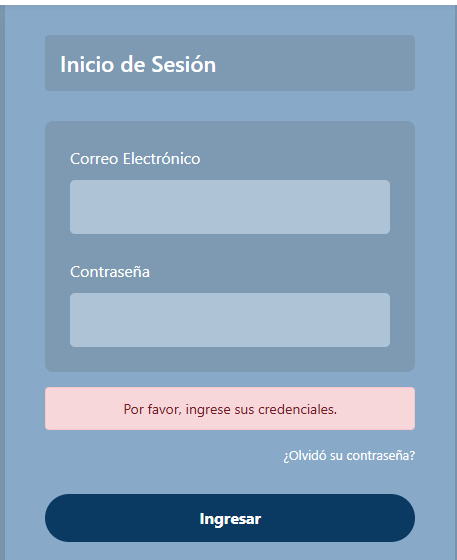 Inicio de Sesión
Correo Electrónico
Contraseña
Por favor, ingrese sus credenciales.
¿Olvidó su contraseña?
Ingresar